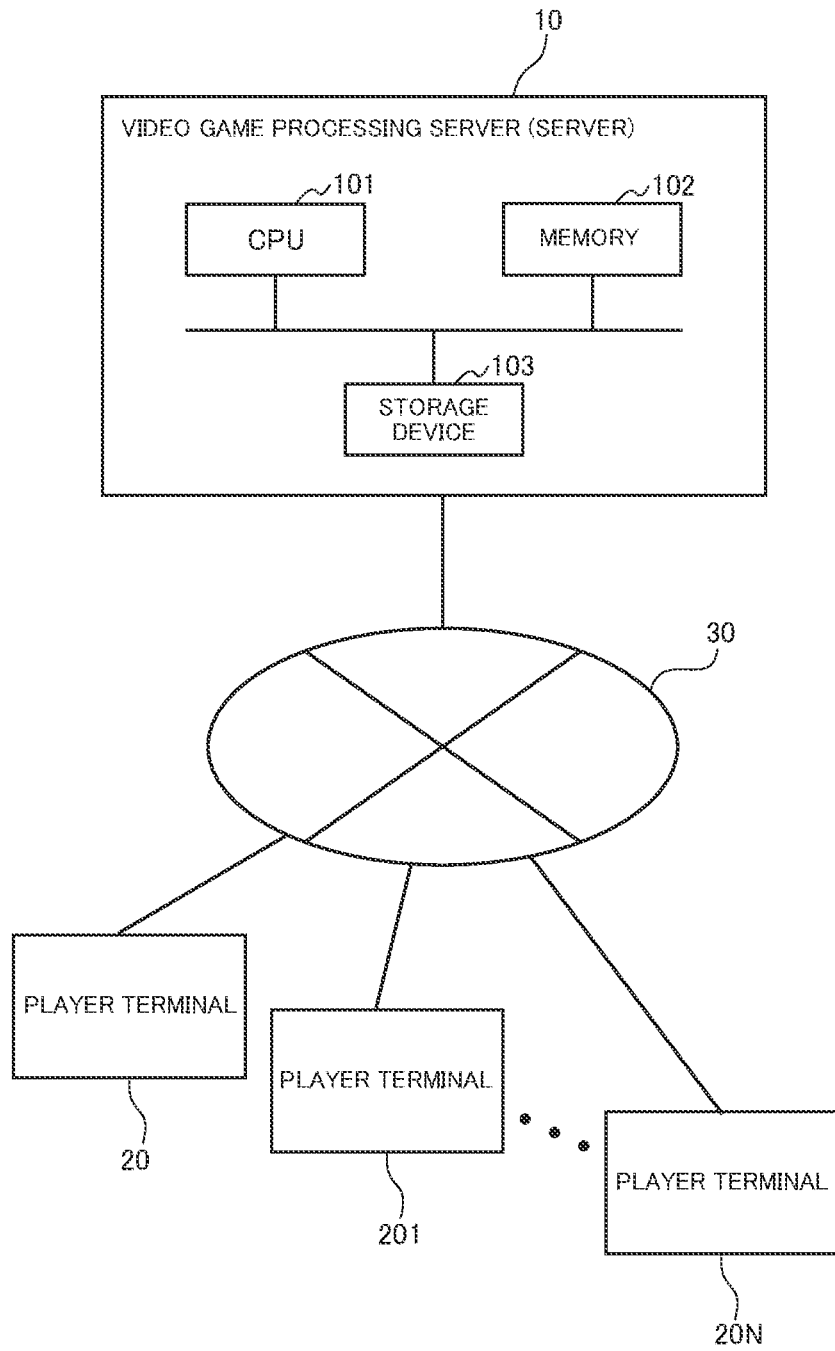 10
VIDEO GAME PROCESSING SERVER (SERVER)
101
102
CPU
MEMORY
103
STORAGE
DEVICE
30
PLAYER TERMINAL
PLAYER TERMINAL
PLAYER TERMINAL
20
201
20N